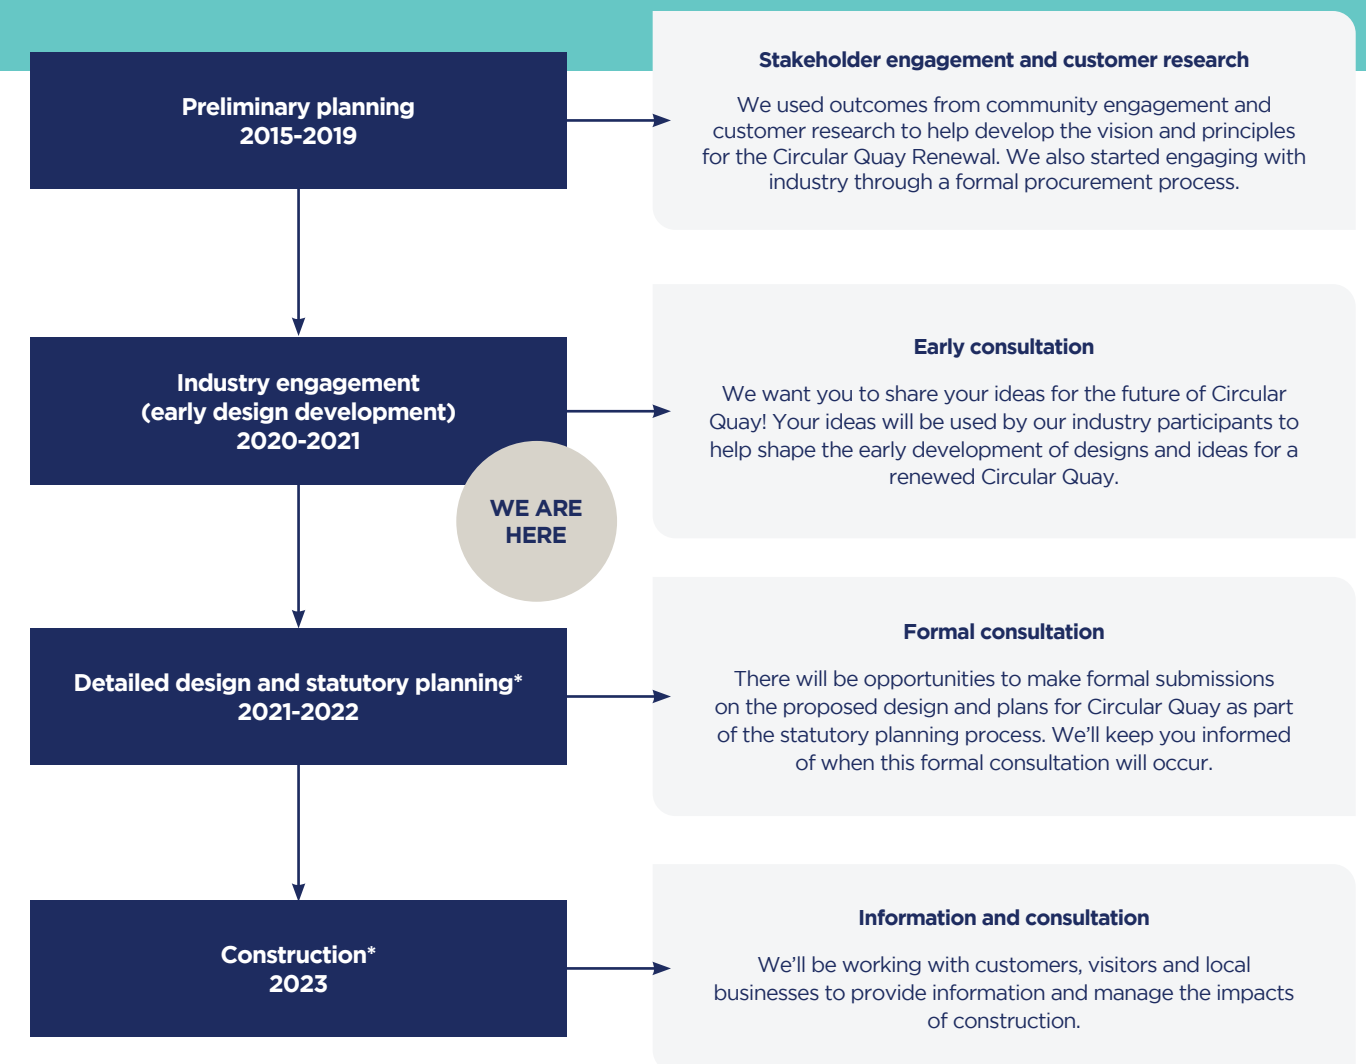 Preliminary planning
2015-2019
Stakeholder engagement and customer research
We used outcomes from community engagement and
customer research to help develop the vision and principles
for the Circular Quay Renewal. We also started engaging with
industry through a formal procurement process.
Industry engagement
(early design development)
2020-2021
WE ARE
HERE
Early consultation
We want you to share your ideas for the future of Circular
Quay! Your ideas will be used by our industry participants to
help shape the early development of designs and ideas for a
renewed Circular Quay.
Detailed design and statutory planning*
2021-2022
Formal consultation
There will be opportunities to make formal submissions
on the proposed design and plans for Circular Quay as part
of the statutory planning process. We’ll keep you informed
of when this formal consultation will occur.
Construction*
2023
Information and consultation
We’ll be working with customers, visitors and local
businesses to provide information and manage the impacts
of construction.